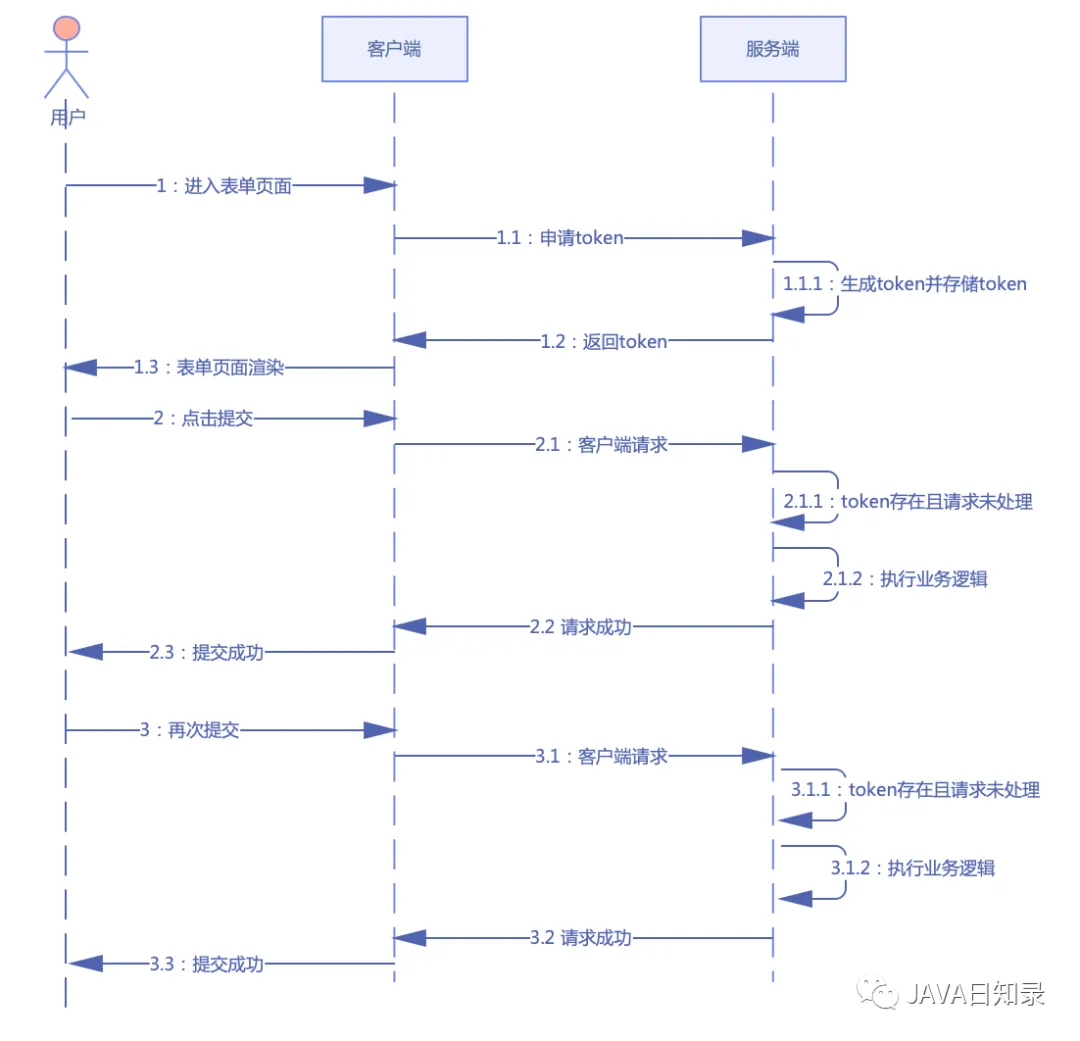 客户端
服务端
用户
1：进入表单页面
1.1：申请token
1.1.1：生成token并存储token
1.2：返回token
1.3：表单页面渲染
2：点击提交
2.1：客户端请求
2.1.1：token存在且请求未处理
2.1.2：执行业务逻辑
2.2 请求成功
2.3：提交成功
3：再次提交
3.1：客户端请求
3.1.1：token存在且请求未处理
3.1.2：执行业务逻辑
3.2 请求成功
3.3：提交成功
JAVA日知录